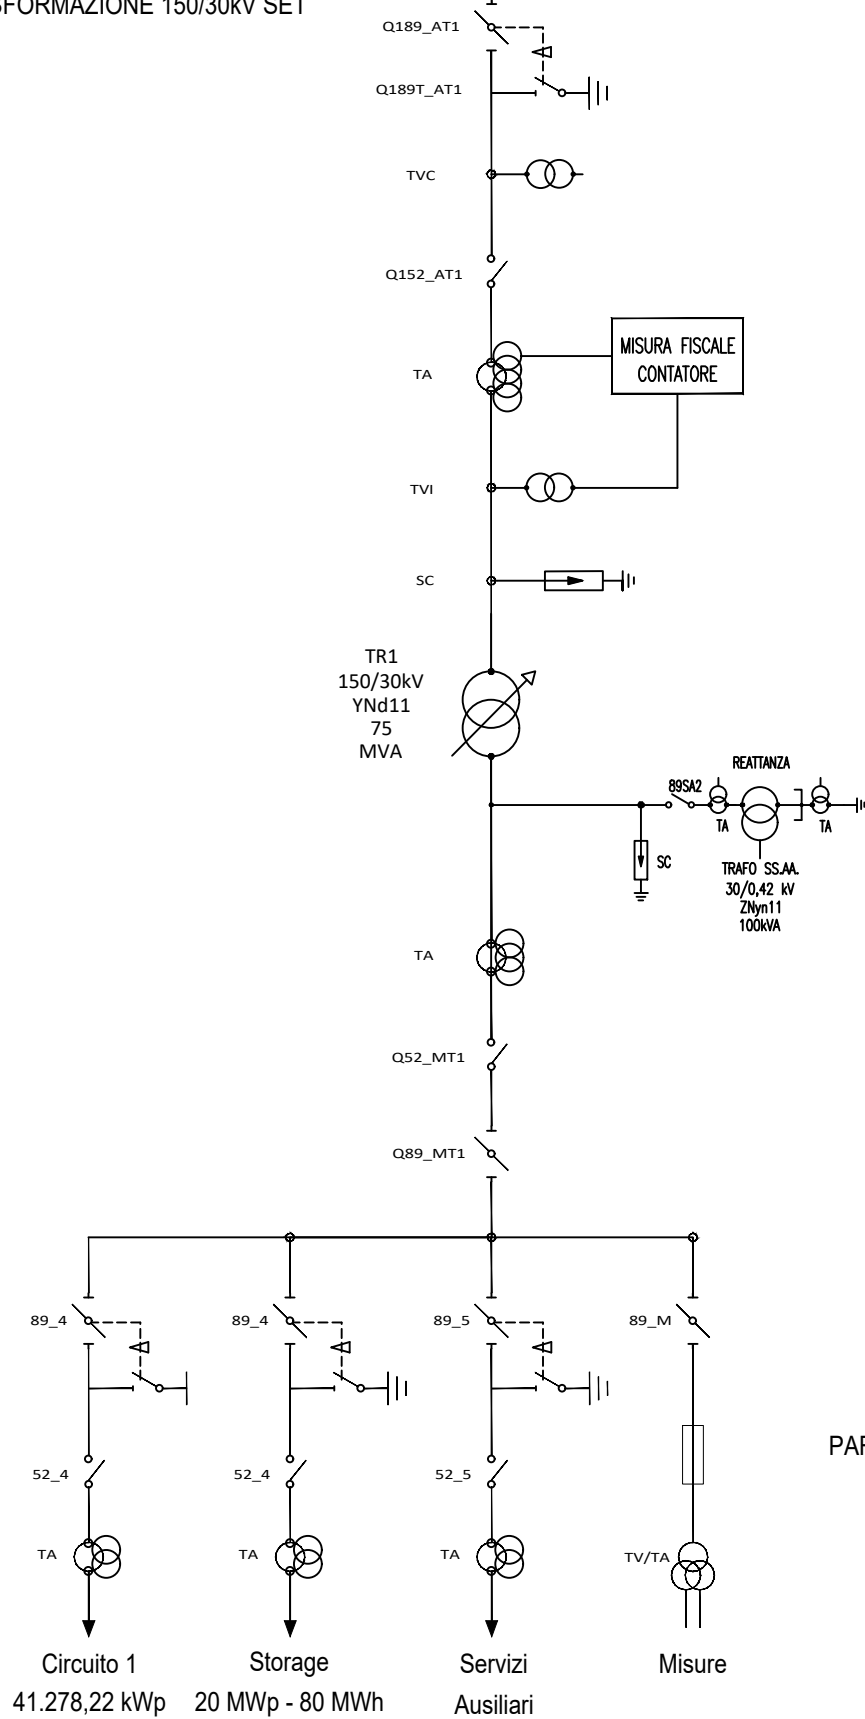 SFORMAZIONE 150/30kV SET
Q189_AT1
Q189T_AT1
TVC
Q152_AT1
MISURA FISCALE
CONTATORE
TA
TVI
SC
TR1
150/30kV
YNd11
75
MVA
REATTANZA
89SA2
TA
TA
SC
TRAFO SS.AA.
30/0,42 kV
ZNyn11
100kVA
TA
Q52_MT1
Q89_MT1
89_4
89_4
89_5
89_M
PAR
52_4
52_4
52_5
TA
TA
TA
TV/TA
Circuito 1
Storage
Servizi
Misure
41.278,22 kWp
20 MWp - 80 MWh
Ausiliari